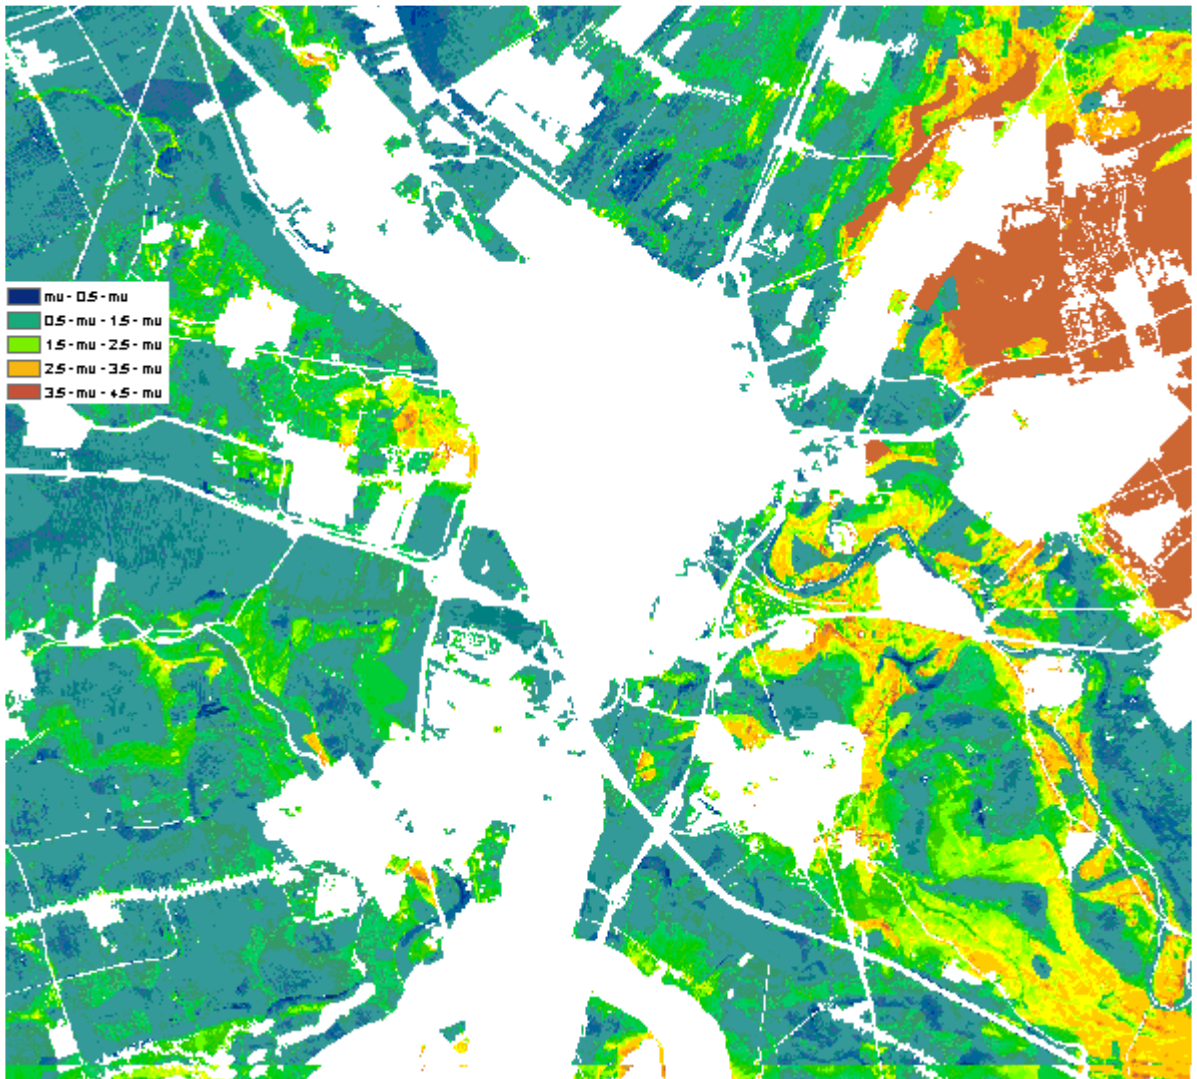 mu - 0.5 - mu
0.5 - mu - 1.5 - mu
1.5 - mu - 2.5 - mu
2.5 - mu - 3.5 - mu
3.5 - mu - 4.5 - mu